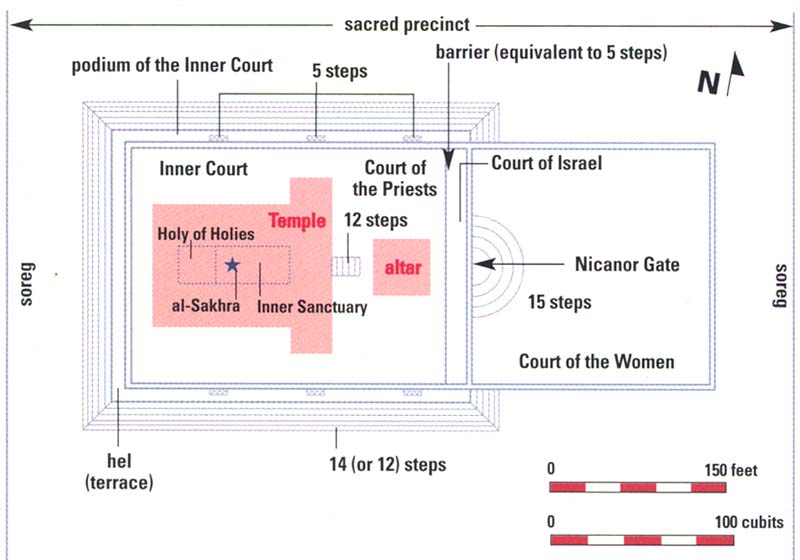 sacred precinct
barrier (equivalent to 5 steps)
podium of the Inner Court
5 steps
N
Inner Court
Court of
the Priests
Court of Israel
Temple
12 steps
Holy of Holies
altar
Nicanor Gate
al-Sakhra
Inner Sanctuary
15 steps
soreg
soreg
Court of the Women
hel
(terrace)
14 (or 12) steps
0 150 feet
0 100 cubits